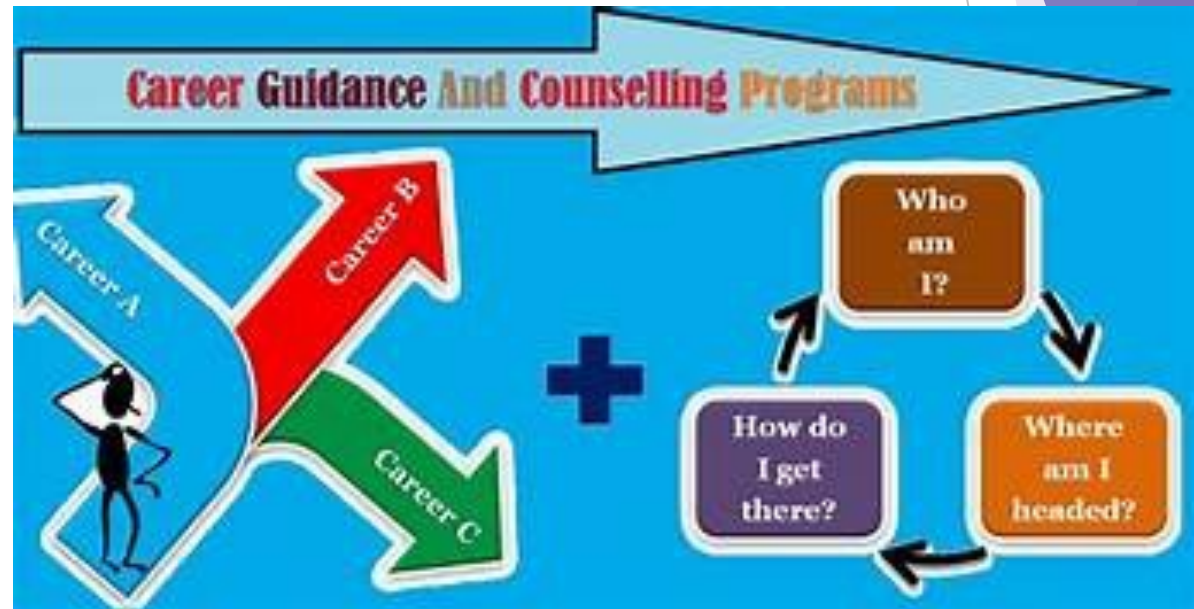 Career Guidance And Counselling Programs
Career A
Career B
Career C
Who
am
I?
How do
I get
there?
Where
am I
headed?